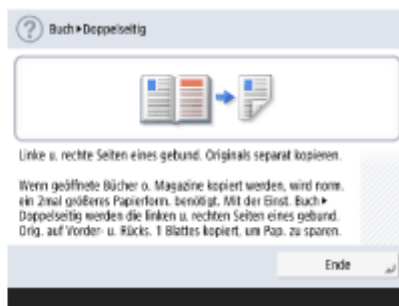 ? Buch▸Doppelseitig
Linke u. rechte Seiten eines gebund. Originals separat kopieren.
Wenn geöffnete Bücher o. Magazine kopiert werden, wird norm.
ein 2mal größeres Papierform. benötigt. Mit der Einst. Buch▸
Doppelseitig werden die linken u. rechten Seiten eines gebund.
Orig. auf Vorder- u. Rücks. 1 Blattes kopiert, um Pap. zu sparen.
Ende